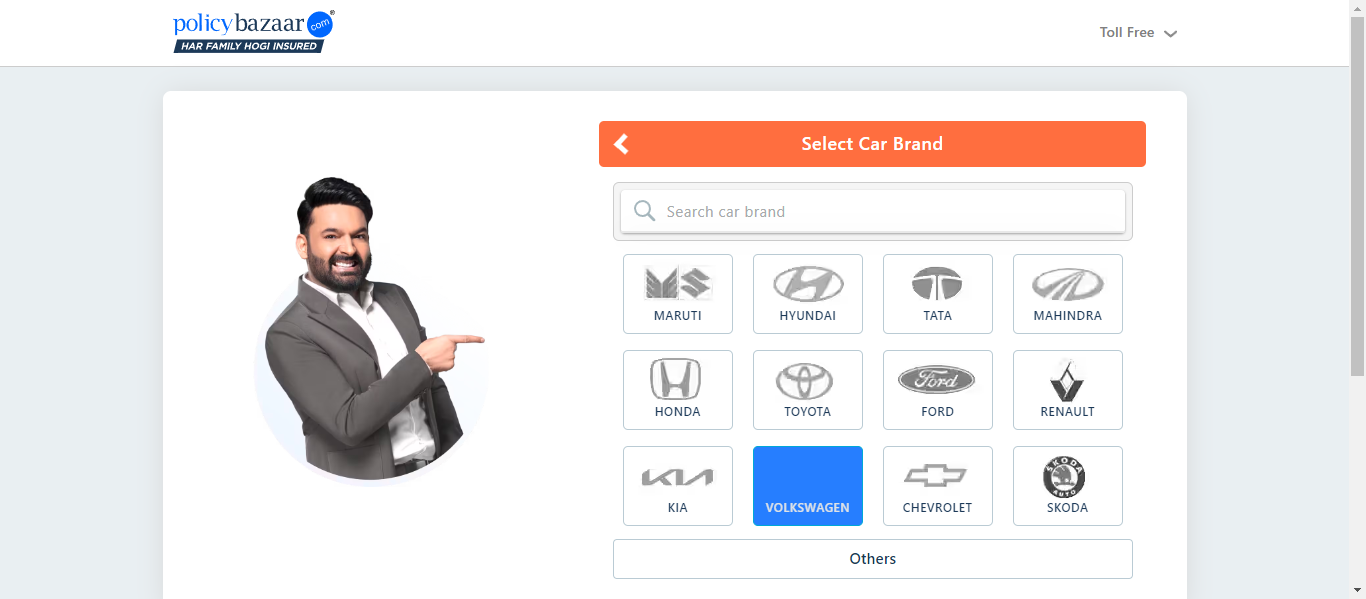 policybazaar.com®
HAR FAMILY HOGI INSURED
Toll Free
Select Car Brand
Search car brand
MARUTI
HYUNDAI
TATA
MAHINDRA
HONDA
TOYOTA
Ford
FORD
RENAULT
KIA
KIA
VOLKSWAGEN
CHEVROLET
SKODA
AUTO
SKODA
Others